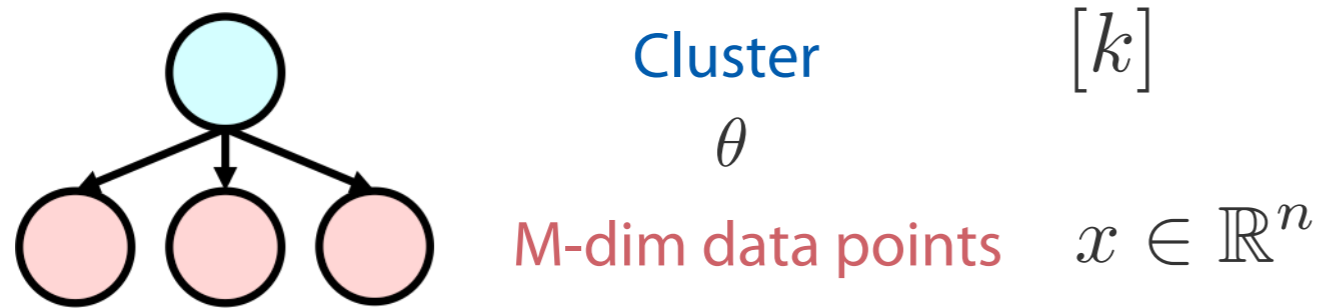 Cluster [k]
θ
M-dim data points x ∈ ℝⁿ